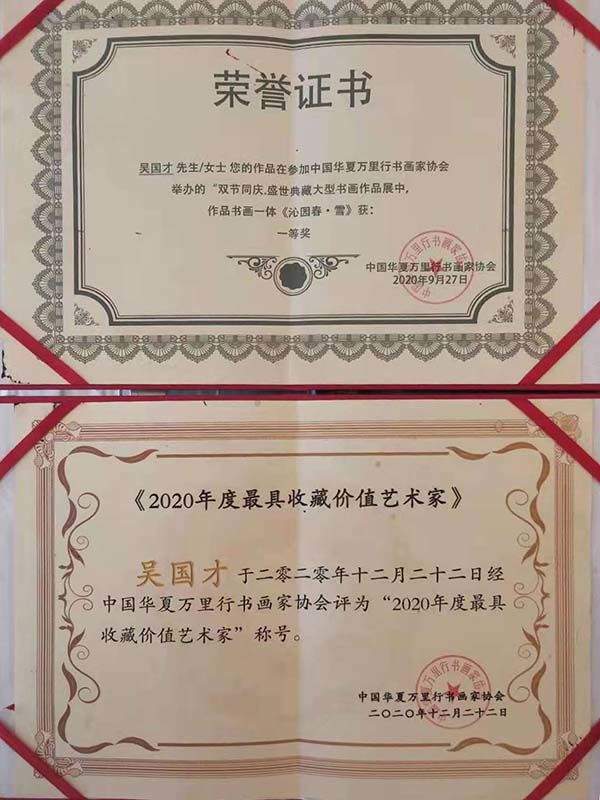 荣誉证书
吴国才 先生/女士 您的作品在参加中国华夏万里行书画家协会
举办的“双节同庆.盛世典藏大型书画作品展中,
作品书画一体《沁园春·雪》获:
一等奖
中国华夏万里行书画家协会
2020年9月27日
《2020年度最具收藏价值艺术家》
吴国才于二零二零年十二月二十二日经
中国华夏万里行书画家协会评为“2020年度最具
收藏价值艺术家”称号。
中国华夏万里行书画家协会
二〇二〇年十二月二十二日